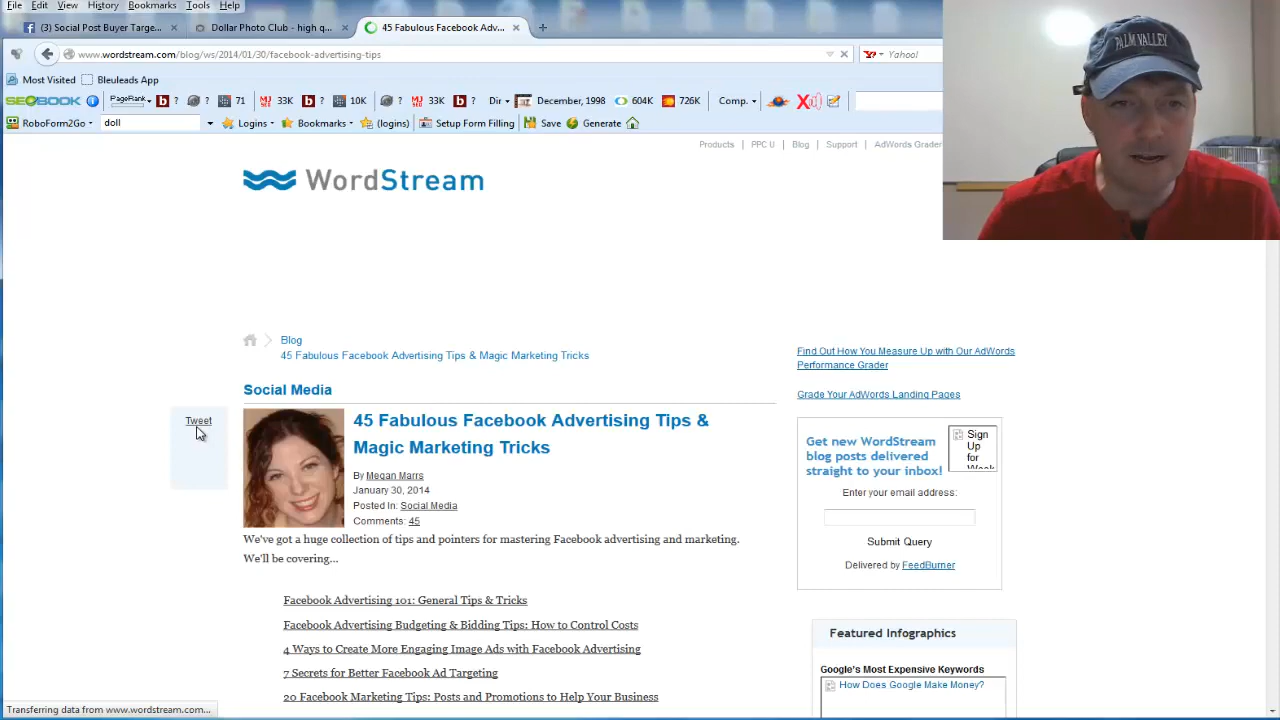 File Edit View History Bookmarks Tools Help
(3) Social Post Buyer Targe... × Dollar Photo Club - high q... × 45 Fabulous Facebook Adv... × +
www.wordstream.com/blog/ws/2014/01/30/facebook-advertising-tips Yahoo
Most Visited Bleuleads App
SEOBOOK PageRank b ? ? 71 33K b ? 10K ? 33K b ? Dir December, 1998 604K 726K Comp.
RoboForm2Go doll Logins Bookmarks (logins) Setup Form Filling Save Generate
Products | PPC U | Blog | Support | AdWords Grader
WordStream
PALM VALLEY
Blog
45 Fabulous Facebook Advertising Tips & Magic Marketing Tricks
Social Media
Tweet
45 Fabulous Facebook Advertising Tips &
Magic Marketing Tricks
By Megan Marrs
January 30, 2014
Posted In: Social Media
Comments: 45
We've got a huge collection of tips and pointers for mastering Facebook advertising and marketing.
We'll be covering...
Facebook Advertising 101: General Tips & Tricks
Facebook Advertising Budgeting & Bidding Tips: How to Control Costs
4 Ways to Create More Engaging Image Ads with Facebook Advertising
7 Secrets for Better Facebook Ad Targeting
20 Facebook Marketing Tips: Posts and Promotions to Help Your Business
Find Out How You Measure Up with Our AdWords
Performance Grader
Grade Your AdWords Landing Pages
Get new WordStream
blog posts delivered
straight to your inbox!
Sign
Up
for
Enter your email address:
Submit Query
Delivered by FeedBurner
Featured Infographics
Google's Most Expensive Keywords
How Does Google Make Money?
Transferring data from www.wordstream.com...